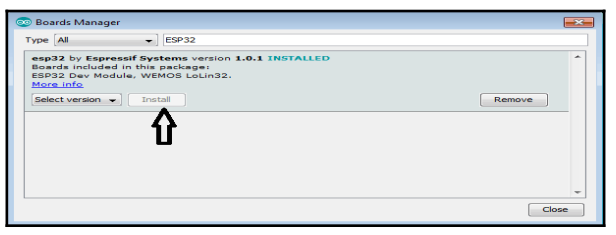 Boards Manager
Type All ESP32
esp32 by Espressif Systems version 1.0.1 INSTALLED
Boards included in this package:
ESP32 Dev Module, WEMOS LoLin32.
More info
Select version Install Remove
Close